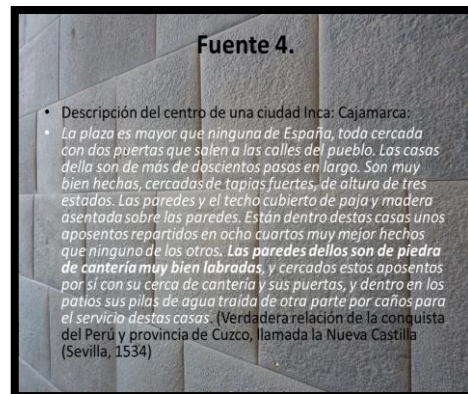 Fuente 4.
• Descripción del centro de una ciudad Inca: Cajamarca:
• La plaza es mayor que ninguna de España, toda cercada
con dos puertas que salen a las calles del pueblo. Las casas
della son de más de doscientos pasos en largo. Son muy
bien hechas, cercadas de tapias fuertes, de altura de tres
estados. Las paredes y el techo cubierto de paja y madera
asentada sobre las paredes. Están dentro destas casas unos
aposentos repartidos en ocho cuartos muy mejor hechos
que ninguno de los otros. Las paredes dellos son de piedra
de cantería muy bien labradas, y cercados estos aposentos
por sí con su cerca de cantería y sus puertas, y dentro en los
patios sus pilas de agua traída de otra parte por caños para
el servicio destas casas. (Verdadera relación de la conquista
del Perú y provincia de Cuzco, llamada la Nueva Castilla
(Sevilla, 1534)